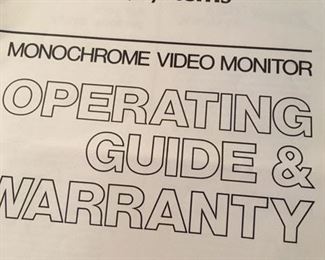 MONOCHROME VIDEO MONITOR
OPERATING
GUIDE &
WARRANTY